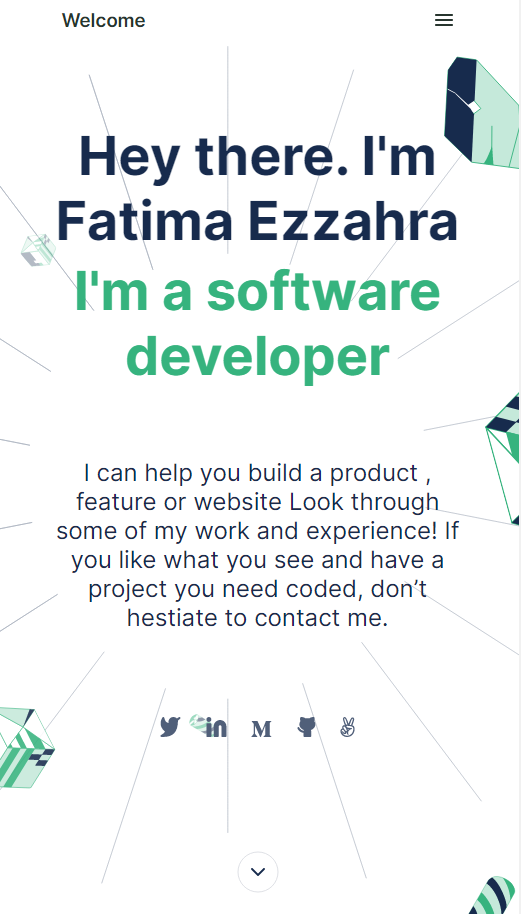 Welcome
Hey there. I'm
Fatima Ezzahra
I'm a software
developer
I can help you build a product ,
feature or website Look through
some of my work and experience! If
you like what you see and have a
project you need coded, don’t
hestiate to contact me.